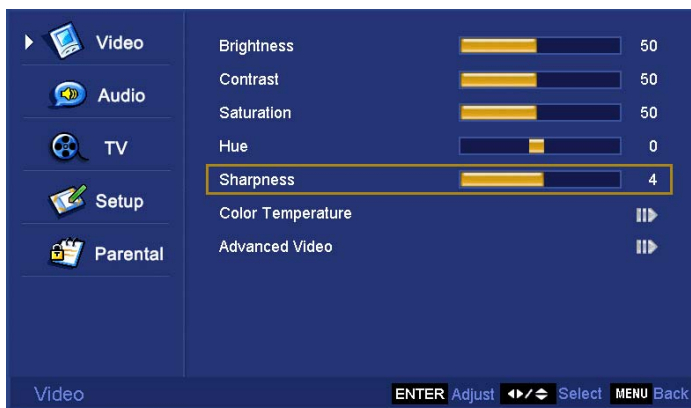 Video
Audio
TV
Setup
Parental
Brightness 50
Contrast 50
Saturation 50
Hue 0
Sharpness 4
Color Temperature
Advanced Video
Video ENTER Adjust Select MENU Back